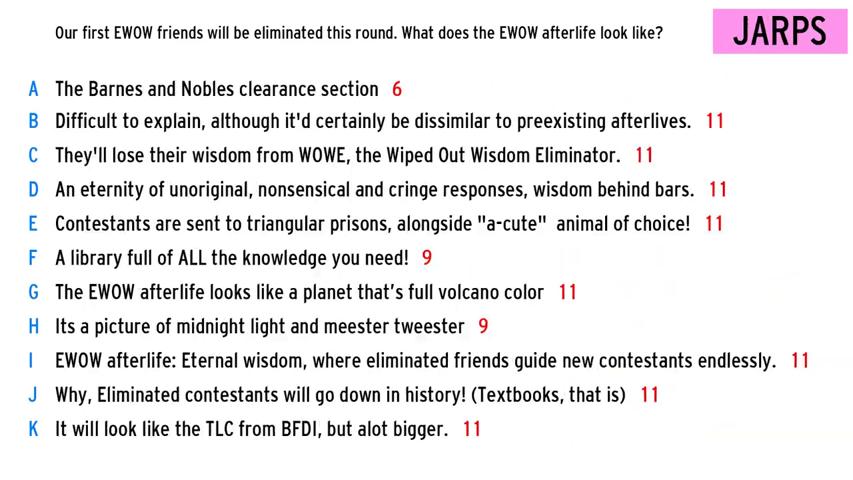 Our first EWOW friends will be eliminated this round. What does the EWOW afterlife look like?
JARPS
A The Barnes and Nobles clearance section 6
B Difficult to explain, although it'd certainly be dissimilar to preexisting afterlives. 11
C They'll lose their wisdom from WOWE, the Wiped Out Wisdom Eliminator. 11
D An eternity of unoriginal, nonsensical and cringe responses, wisdom behind bars. 11
E Contestants are sent to triangular prisons, alongside "a-cute" animal of choice! 11
F A library full of ALL the knowledge you need! 9
G The EWOW afterlife looks like a planet that’s full volcano color 11
H Its a picture of midnight light and meester tweester 9
I EWOW afterlife: Eternal wisdom, where eliminated friends guide new contestants endlessly. 11
J Why, Eliminated contestants will go down in history! (Textbooks, that is) 11
K It will look like the TLC from BFDI, but alot bigger. 11